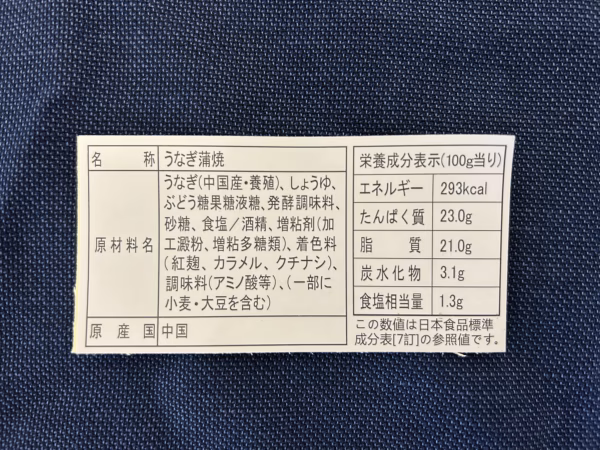 名称 うなぎ蒲焼
原材料名
うなぎ(中国産・養殖)、しょうゆ、
ぶどう糖果糖液糖、発酵調味料、
砂糖、食塩／酒精、増粘剤(加
工澱粉、増粘多糖類)、着色料
(紅麹、カラメル、クチナシ)、
調味料(アミノ酸等)、(一部に
小麦・大豆を含む)
原産国 中国
栄養成分表示(100g当り)
エネルギー 293kcal
たんぱく質 23.0g
脂質 21.0g
炭水化物 3.1g
食塩相当量 1.3g
この数値は日本食品標準
成分表[7訂]の参照値です。